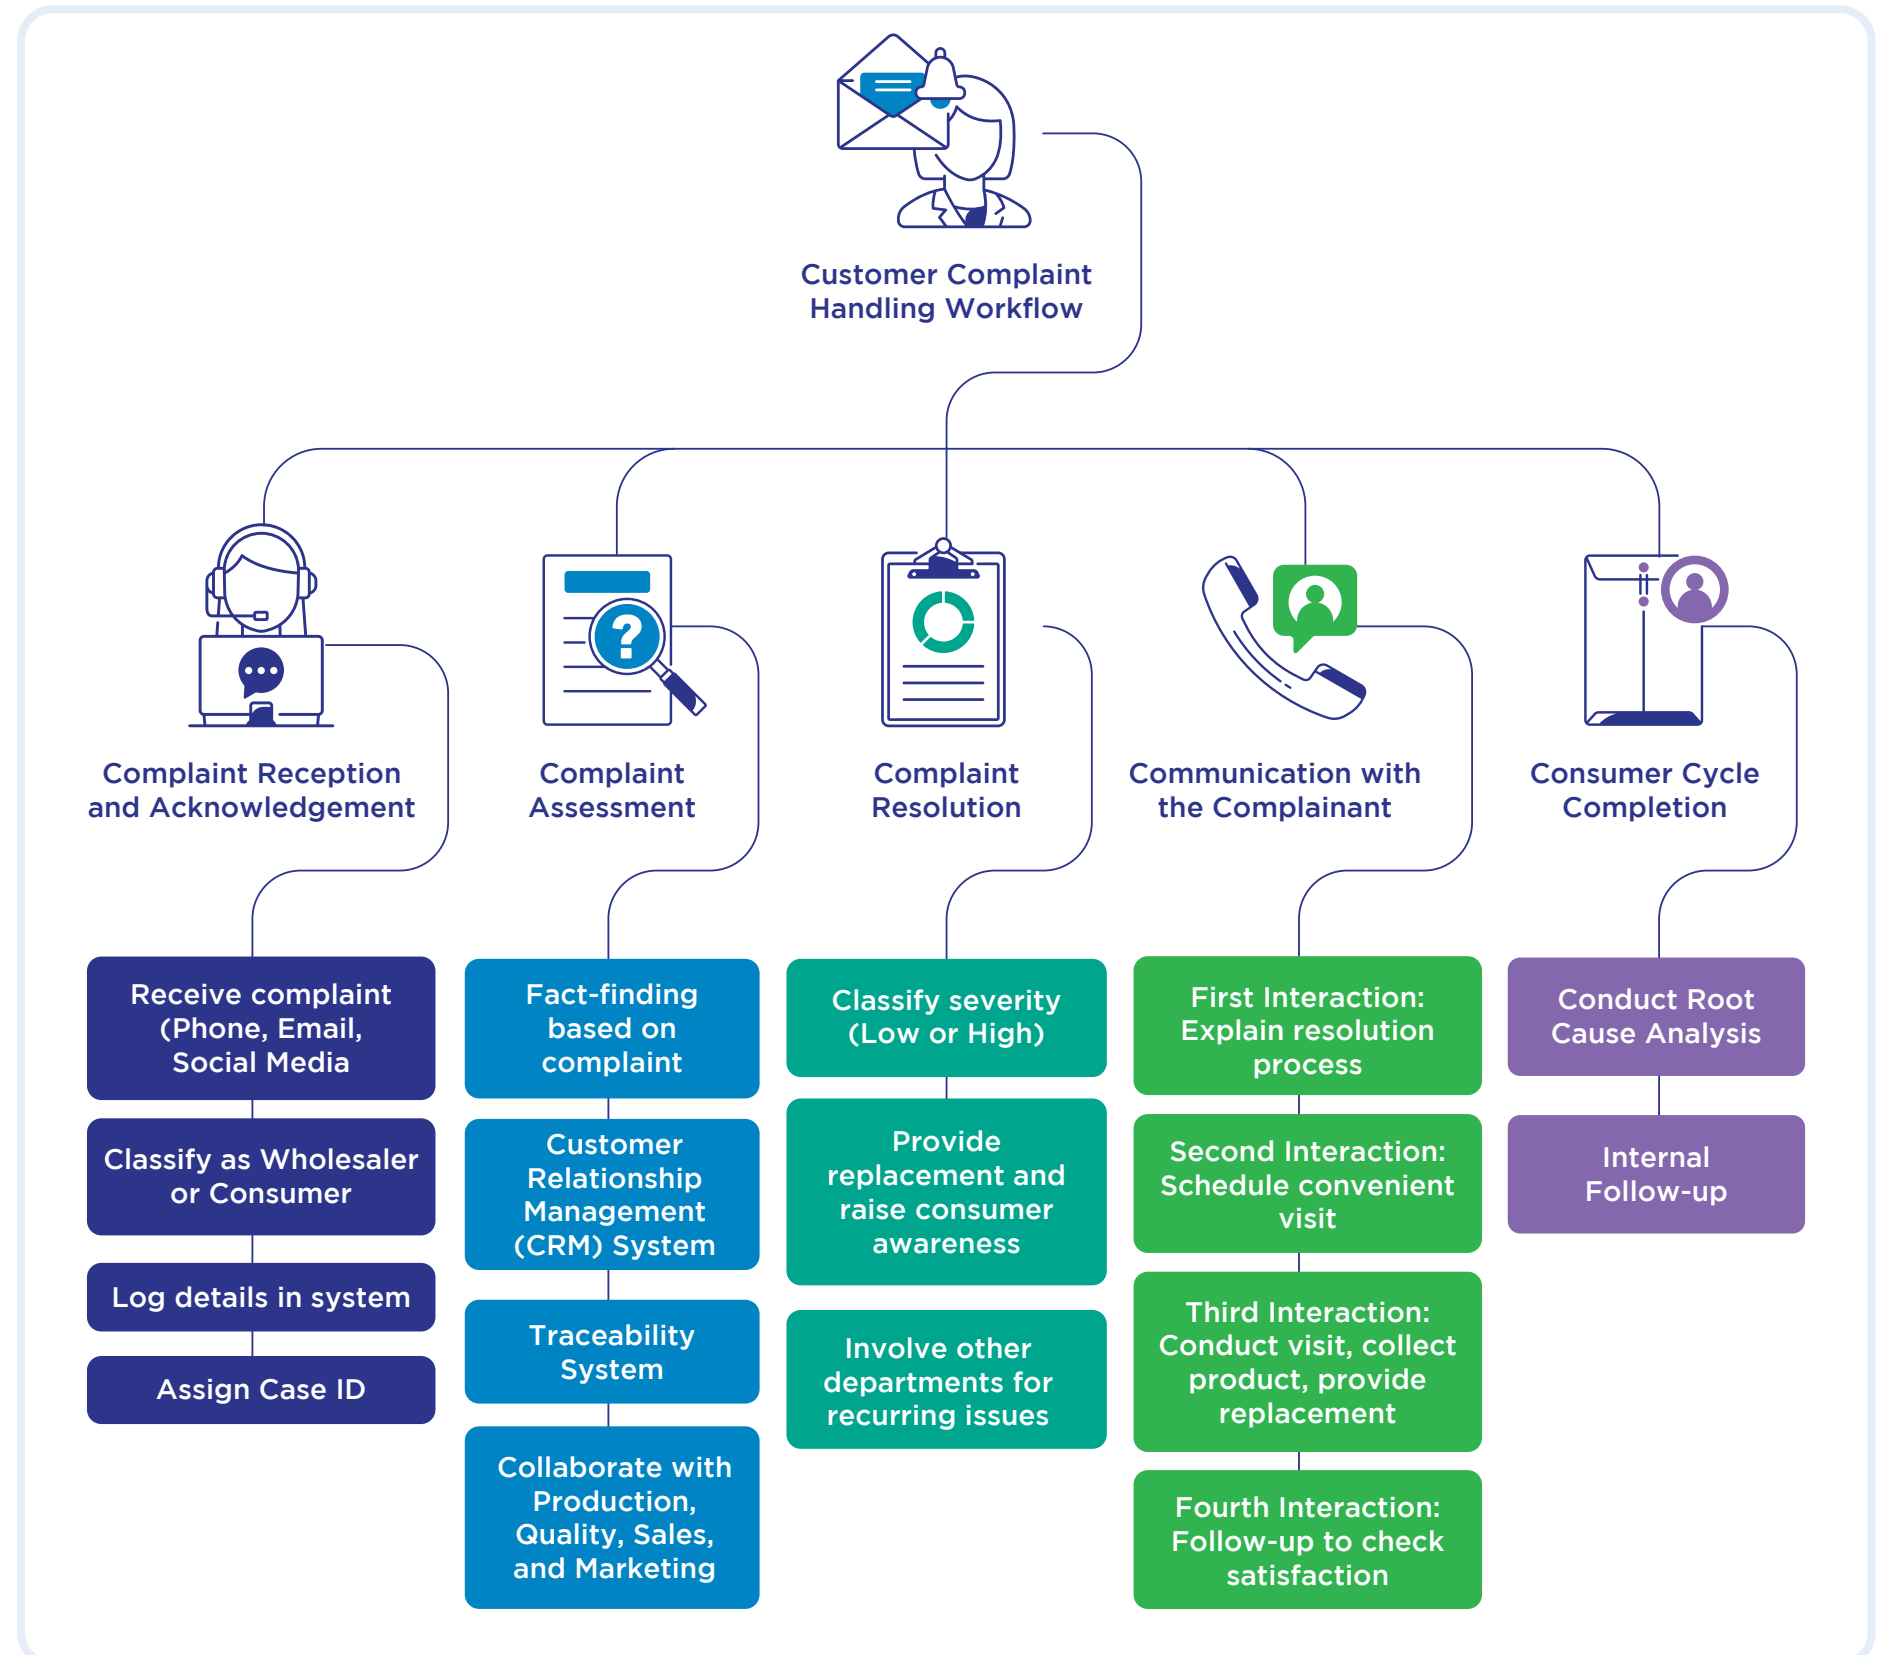 Customer Complaint
Handling Workflow
Complaint Reception
and Acknowledgement
Complaint
Assessment
Complaint
Resolution
Communication with
the Complainant
Consumer Cycle
Completion
Receive complaint
(Phone, Email,
Social Media
Classify as Wholesaler
or Consumer
Log details in system
Assign Case ID
Fact-finding
based on
complaint
Customer
Relationship
Management
(CRM) System
Traceability
System
Collaborate with
Production,
Quality, Sales,
and Marketing
Classify severity
(Low or High)
Provide
replacement and
raise consumer
awareness
Involve other
departments for
recurring issues
First Interaction:
Explain resolution
process
Second Interaction:
Schedule convenient
visit
Third Interaction:
Conduct visit, collect
product, provide
replacement
Fourth Interaction:
Follow-up to check
satisfaction
Conduct Root
Cause Analysis
Internal
Follow-up